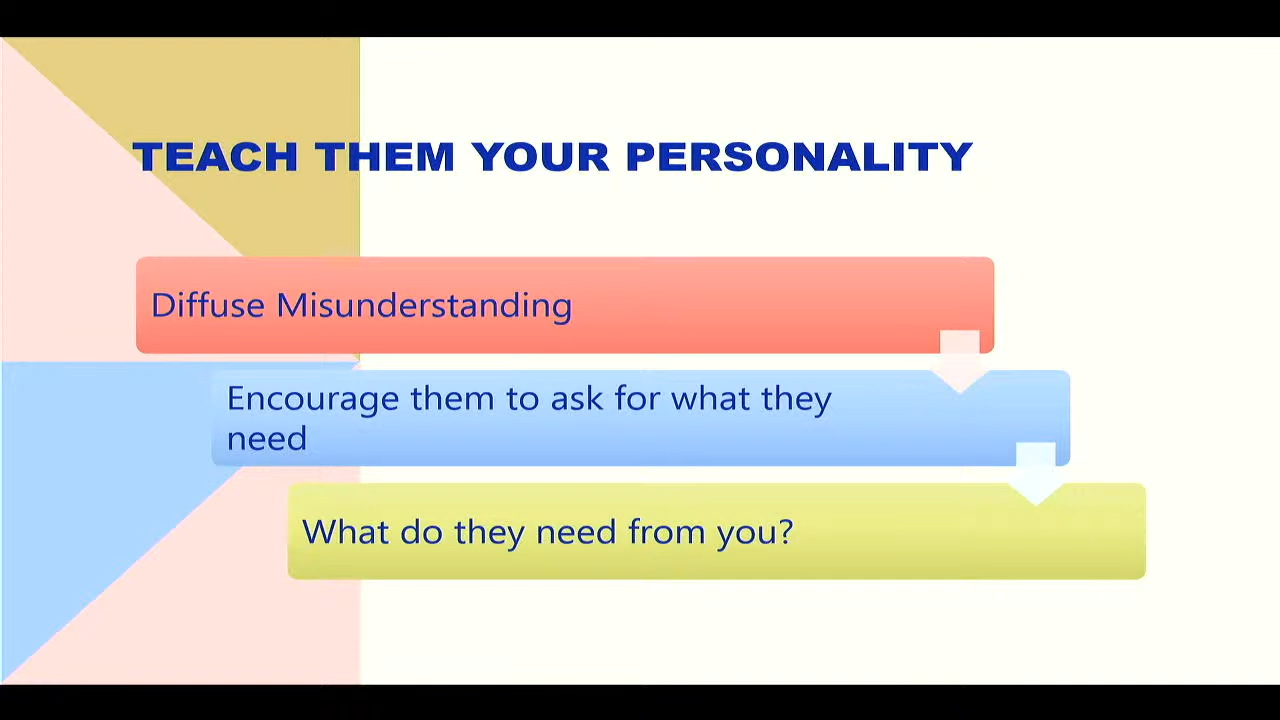 TEACH THEM YOUR PERSONALITY
Diffuse Misunderstanding
Encourage them to ask for what they
need
What do they need from you?